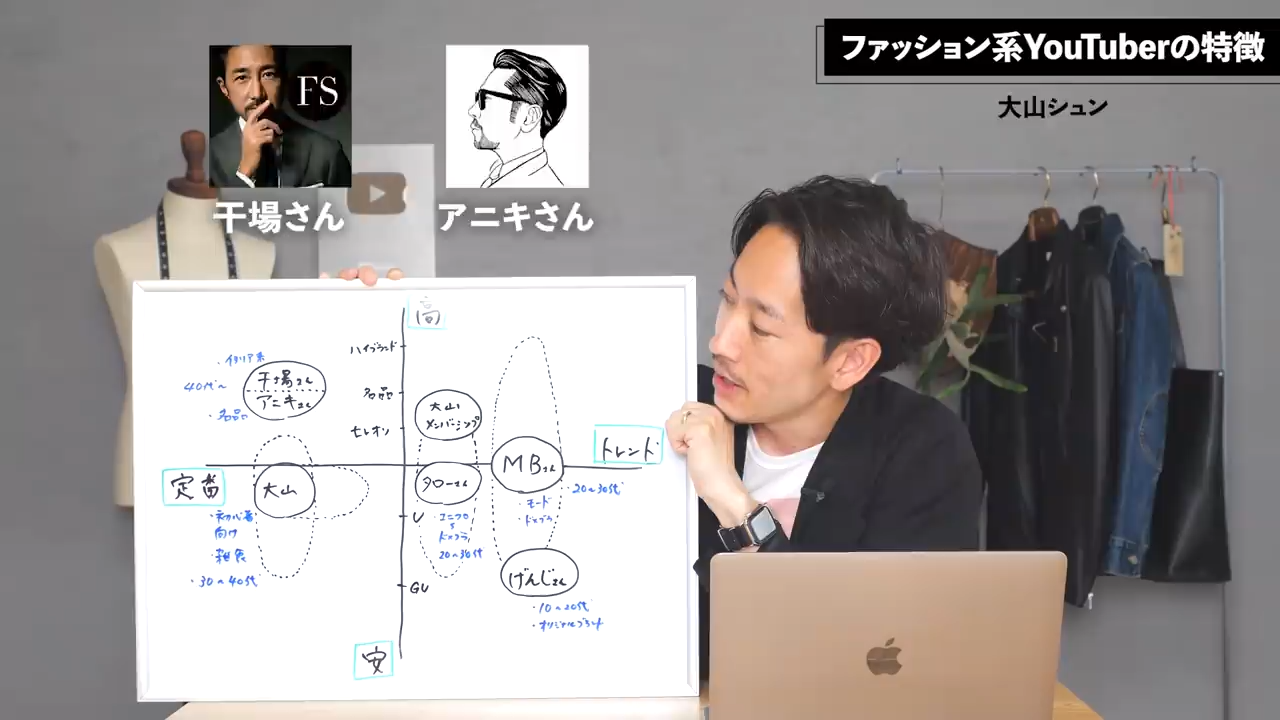 ファッション系YouTuberの特徴
大山シュン
FS
干場さん
アニキさん
高
ハイブランド
名品
セレオリ
U
GU
安
定番
トレンド
・イタリア系
40代〜
・名品
干場さん
アニキさん
大山
メンバーシップ
大山
タローさん
MBさん
げんじさん
・初心者
向け
・雑食
・30〜40代
・ユニクロ
〜
ドメブラ
20〜30代
・モード
・ドメブラ
・20〜30代
・10〜20代
・オリジナルブランド